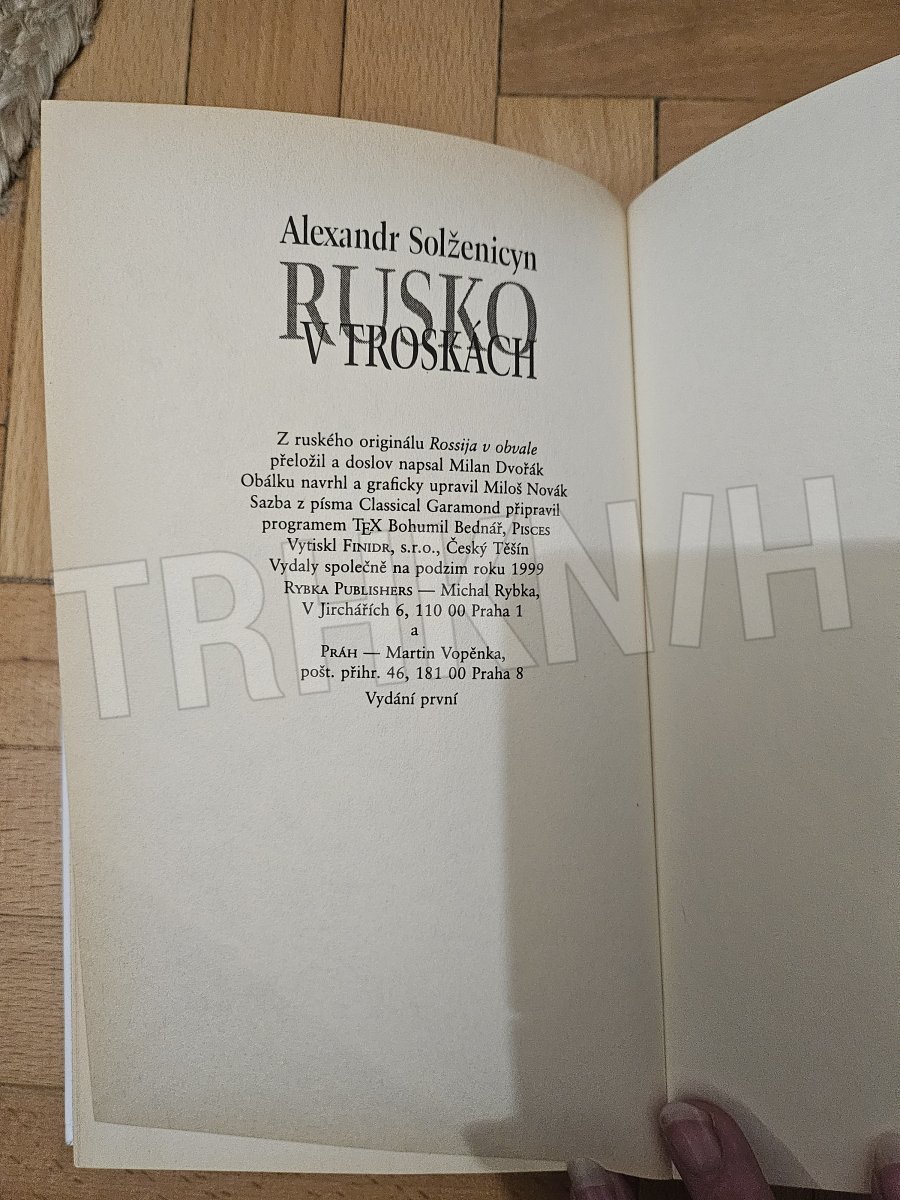 Alexandr Solženicyn
RUSKO
V TROSKÁCH
Z ruského originálu Rossija v obvale
přeložil a doslov napsal Milan Dvořák
Obálku navrhl a graficky upravil Miloš Novák
Sazba z písma Classical Garamond připravil
programem TEX Bohumil Bednář, PISCES
Vytiskl FINIDR, s.r.o., Český Těšín
Vydaly společně na podzim roku 1999
RYBKA PUBLISHERS — Michal Rybka,
V Jirchářích 6, 110 00 Praha 1
a
PRÁH — Martin Vopěnka,
pošt. přihr. 46, 181 00 Praha 8
Vydání první
TRHKNIH